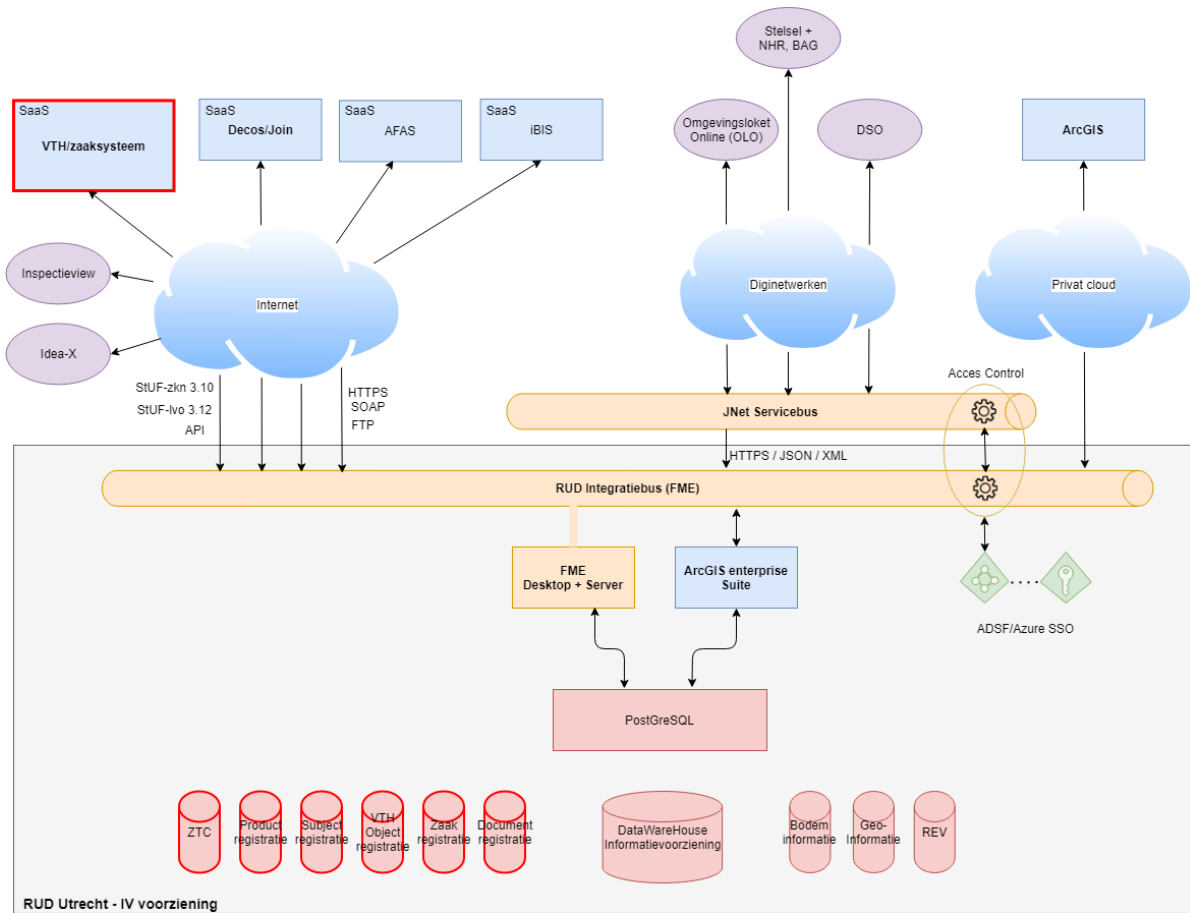 Stelsel +
NHR, BAG
SaaS
VTH/zaaksysteem
SaaS
Decos/Join
SaaS
AFAS
SaaS
iBIS
Omgevingsloket
Online (OLO)
DSO
ArcGIS
Inspectieview
Idea-X
Internet
Diginetwerken
Privat cloud
StUF-zkn 3.10
StUF-lvo 3.12
API
HTTPS
SOAP
FTP
Acces Control
JNet Servicebus
HTTPS / JSON / XML
RUD Integratiebus (FME)
FME
Desktop + Server
ArcGIS enterprise
Suite
ADSF/Azure SSO
PostGreSQL
ZTC
Product
registratie
Subject
registratie
VTH
Object
registratie
Zaak
registratie
Document
registratie
DataWareHouse
Informatievoorziening
Bodem
informatie
Geo-
Informatie
REV
RUD Utrecht - IV voorziening